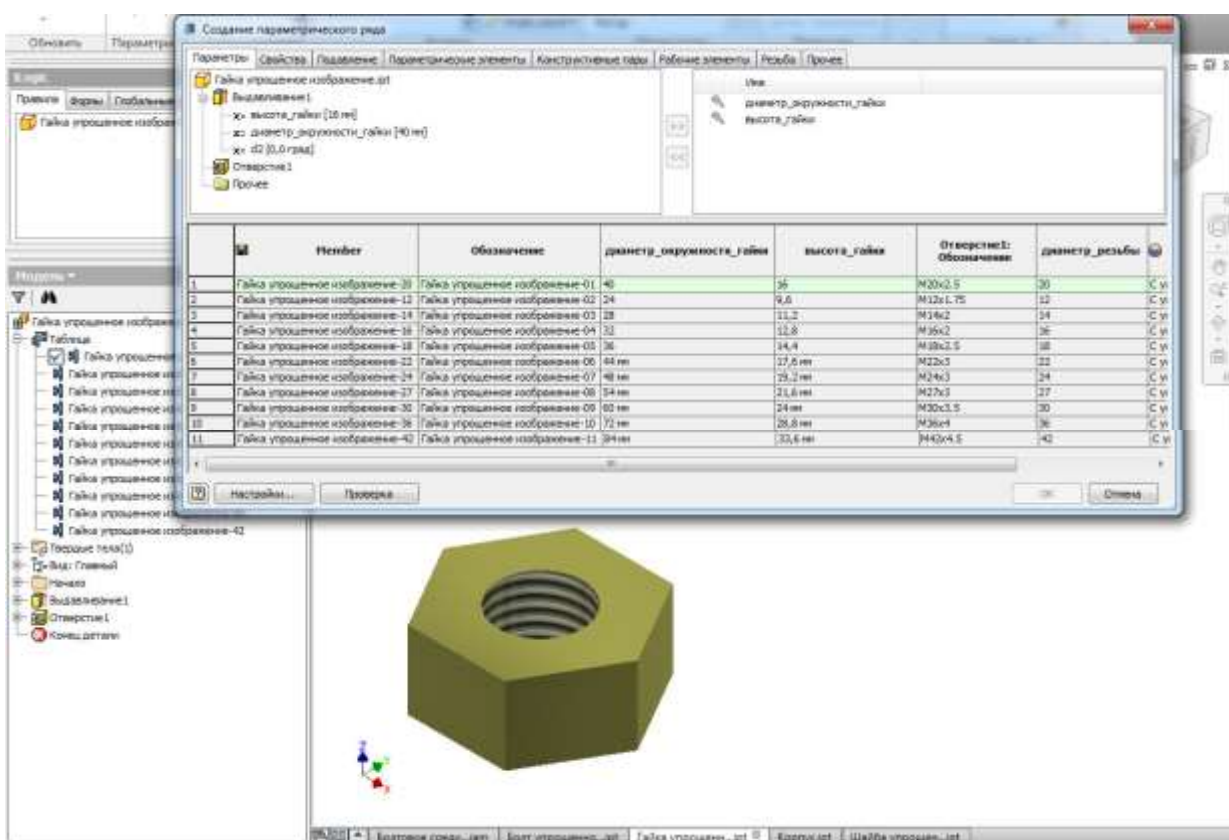 Обновить Параметры
Создание параметрического ряда
Параметры Свойства Подавление Параметрические элементы Конструктивные пары Рабочие элементы Резьба Прочее
Правила Формы Глобальные
Гайка упрощенное изображение.ipt
Выдавливание1
высота_гайки [16 мм]
диаметр_окружности_гайки [40 мм]
d2 [0,0 град]
Отверстие1
Прочее
>>
<<
Имя
диаметр_окружности_гайки
высота_гайки
Member Обозначение диаметр_окружности_гайки высота_гайки Отверстие1: Обозначение диаметр_резьбы
1 Гайка упрощенное изображение-20 Гайка упрощенное изображение-01 40 16 M20x2.5 20
2 Гайка упрощенное изображение-12 Гайка упрощенное изображение-02 24 9,6 M12x1.75 12
3 Гайка упрощенное изображение-14 Гайка упрощенное изображение-03 28 11,2 M14x2 14
4 Гайка упрощенное изображение-16 Гайка упрощенное изображение-04 32 12,8 M16x2 16
5 Гайка упрощенное изображение-18 Гайка упрощенное изображение-05 36 14,4 M18x2.5 18
6 Гайка упрощенное изображение-22 Гайка упрощенное изображение-06 44 мм 17,6 мм M22x3 22
7 Гайка упрощенное изображение-24 Гайка упрощенное изображение-07 48 мм 19,2 мм M24x3 24
8 Гайка упрощенное изображение-27 Гайка упрощенное изображение-08 54 мм 21,6 мм M27x3 27
9 Гайка упрощенное изображение-30 Гайка упрощенное изображение-09 60 мм 24 мм M30x3.5 30
10 Гайка упрощенное изображение-36 Гайка упрощенное изображение-10 72 мм 28,8 мм M36x4 36
11 Гайка упрощенное изображение-42 Гайка упрощенное изображение-11 84 мм 33,6 мм M42x4.5 42
Настройки... Проверка OK Отмена
Модель
Таблица
Гайка упрощенное изображение-42
Твердые тела(1)
Вид: Главный
Начало
Выдавливание1
Отверстие1
Конец детали